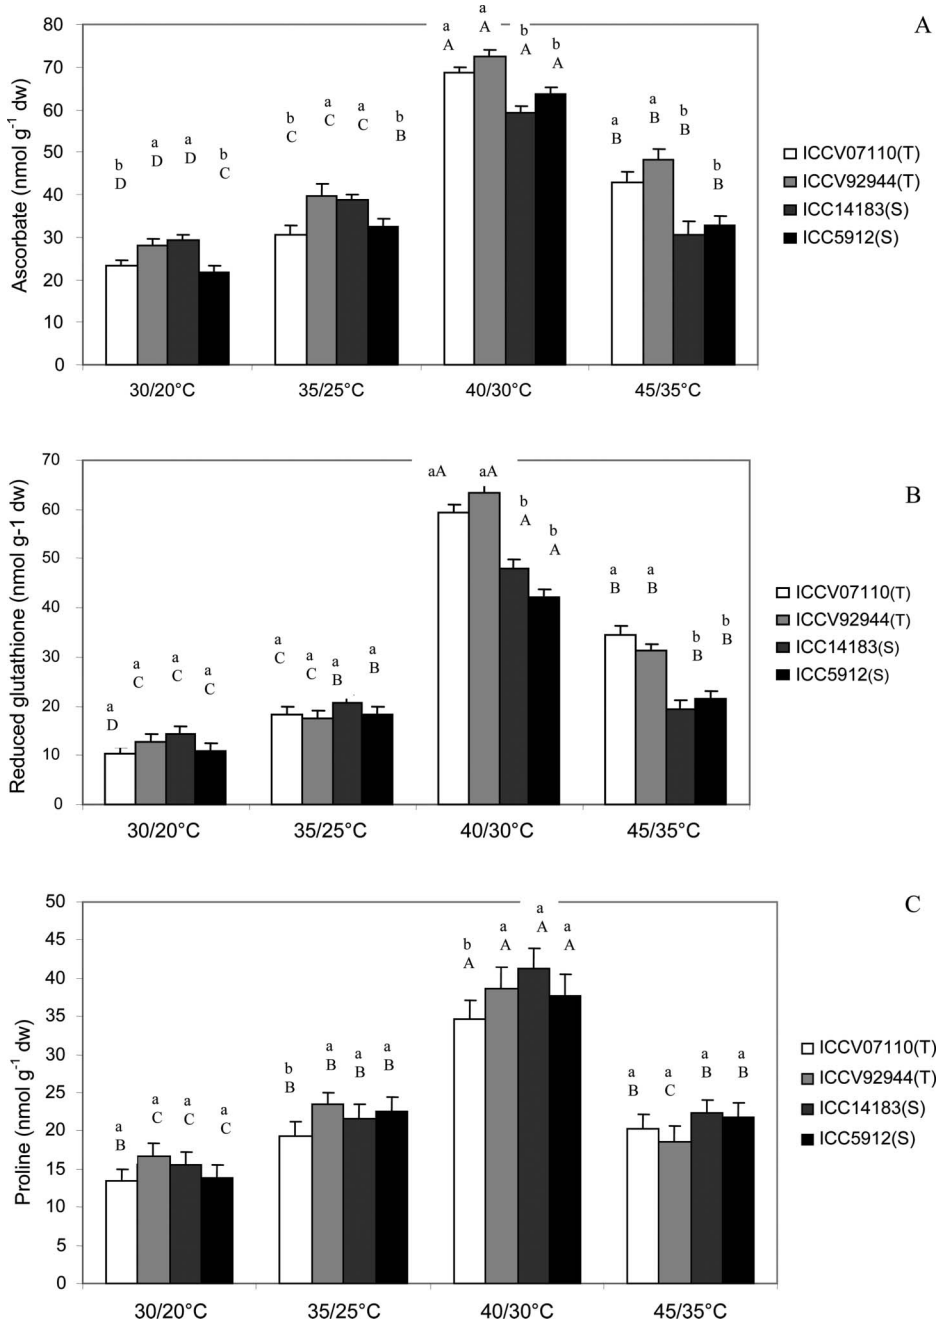 A
Ascorbate (nmol g⁻¹ dw)
80
70
60
50
40
30
20
10
0
b D
a D
a D
b C
b C
a C
a C
b B
a A
a A
b A
b A
a B
a B
b B
b B
30/20°C
35/25°C
40/30°C
45/35°C
ICCV07110(T)
ICCV92944(T)
ICC14183(S)
ICC5912(S)
B
Reduced glutathione (nmol g-1 dw)
70
60
50
40
30
20
10
0
a D
a C
a C
a C
a C
a C
a B
a B
aA
aA
b A
b A
a B
a B
b B
b B
30/20°C
35/25°C
40/30°C
45/35°C
ICCV07110(T)
ICCV92944(T)
ICC14183(S)
ICC5912(S)
C
Proline (nmol g⁻¹ dw)
50
45
40
35
30
25
20
15
10
5
0
a B
a C
a C
a C
b B
a B
a B
a B
b A
a A
a A
a A
a B
a C
a B
a B
30/20°C
35/25°C
40/30°C
45/35°C
ICCV07110(T)
ICCV92944(T)
ICC14183(S)
ICC5912(S)